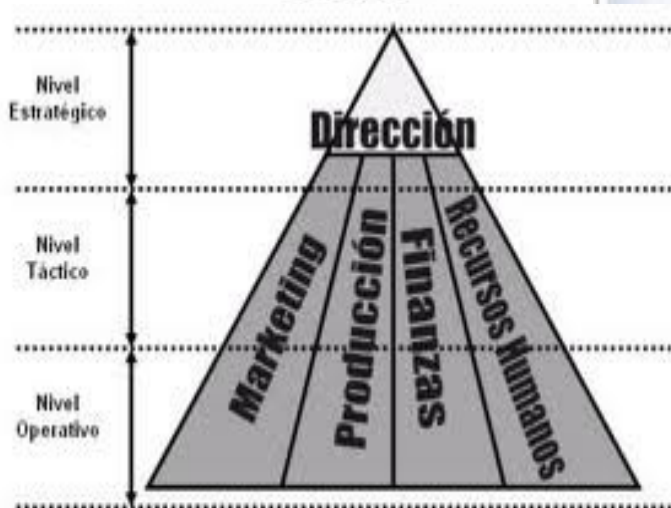 Nivel
Estratégico
Dirección
Nivel
Táctico
Nivel
Operativo
Marketing
Producción
Finanzas
Recursos Humanos